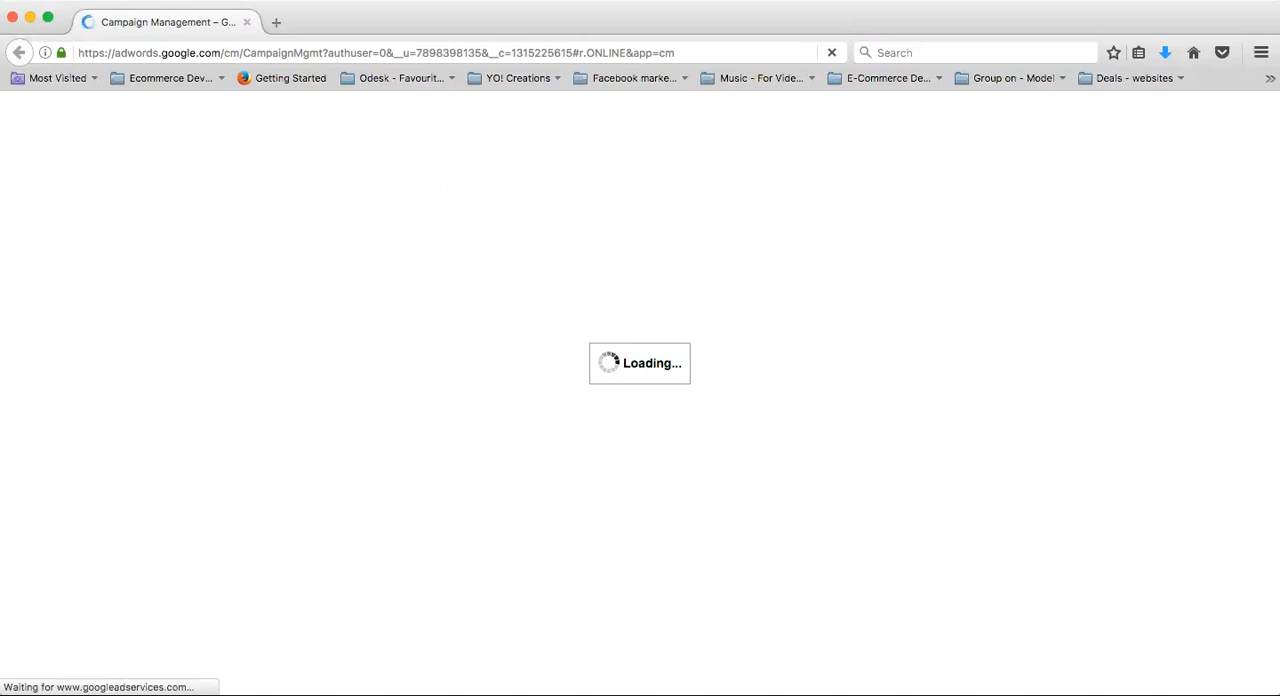 Campaign Management – G...
https://adwords.google.com/cm/CampaignMgmt?authuser=0&__u=7898398135&__c=1315225615#r.ONLINE&app=cm
Search
Most Visited
Ecommerce Dev...
Getting Started
Odesk - Favourit...
YO! Creations
Facebook marke...
Music - For Vide...
E-Commerce De...
Group on - Model
Deals - websites
Loading...
Waiting for www.googleadservices.com...